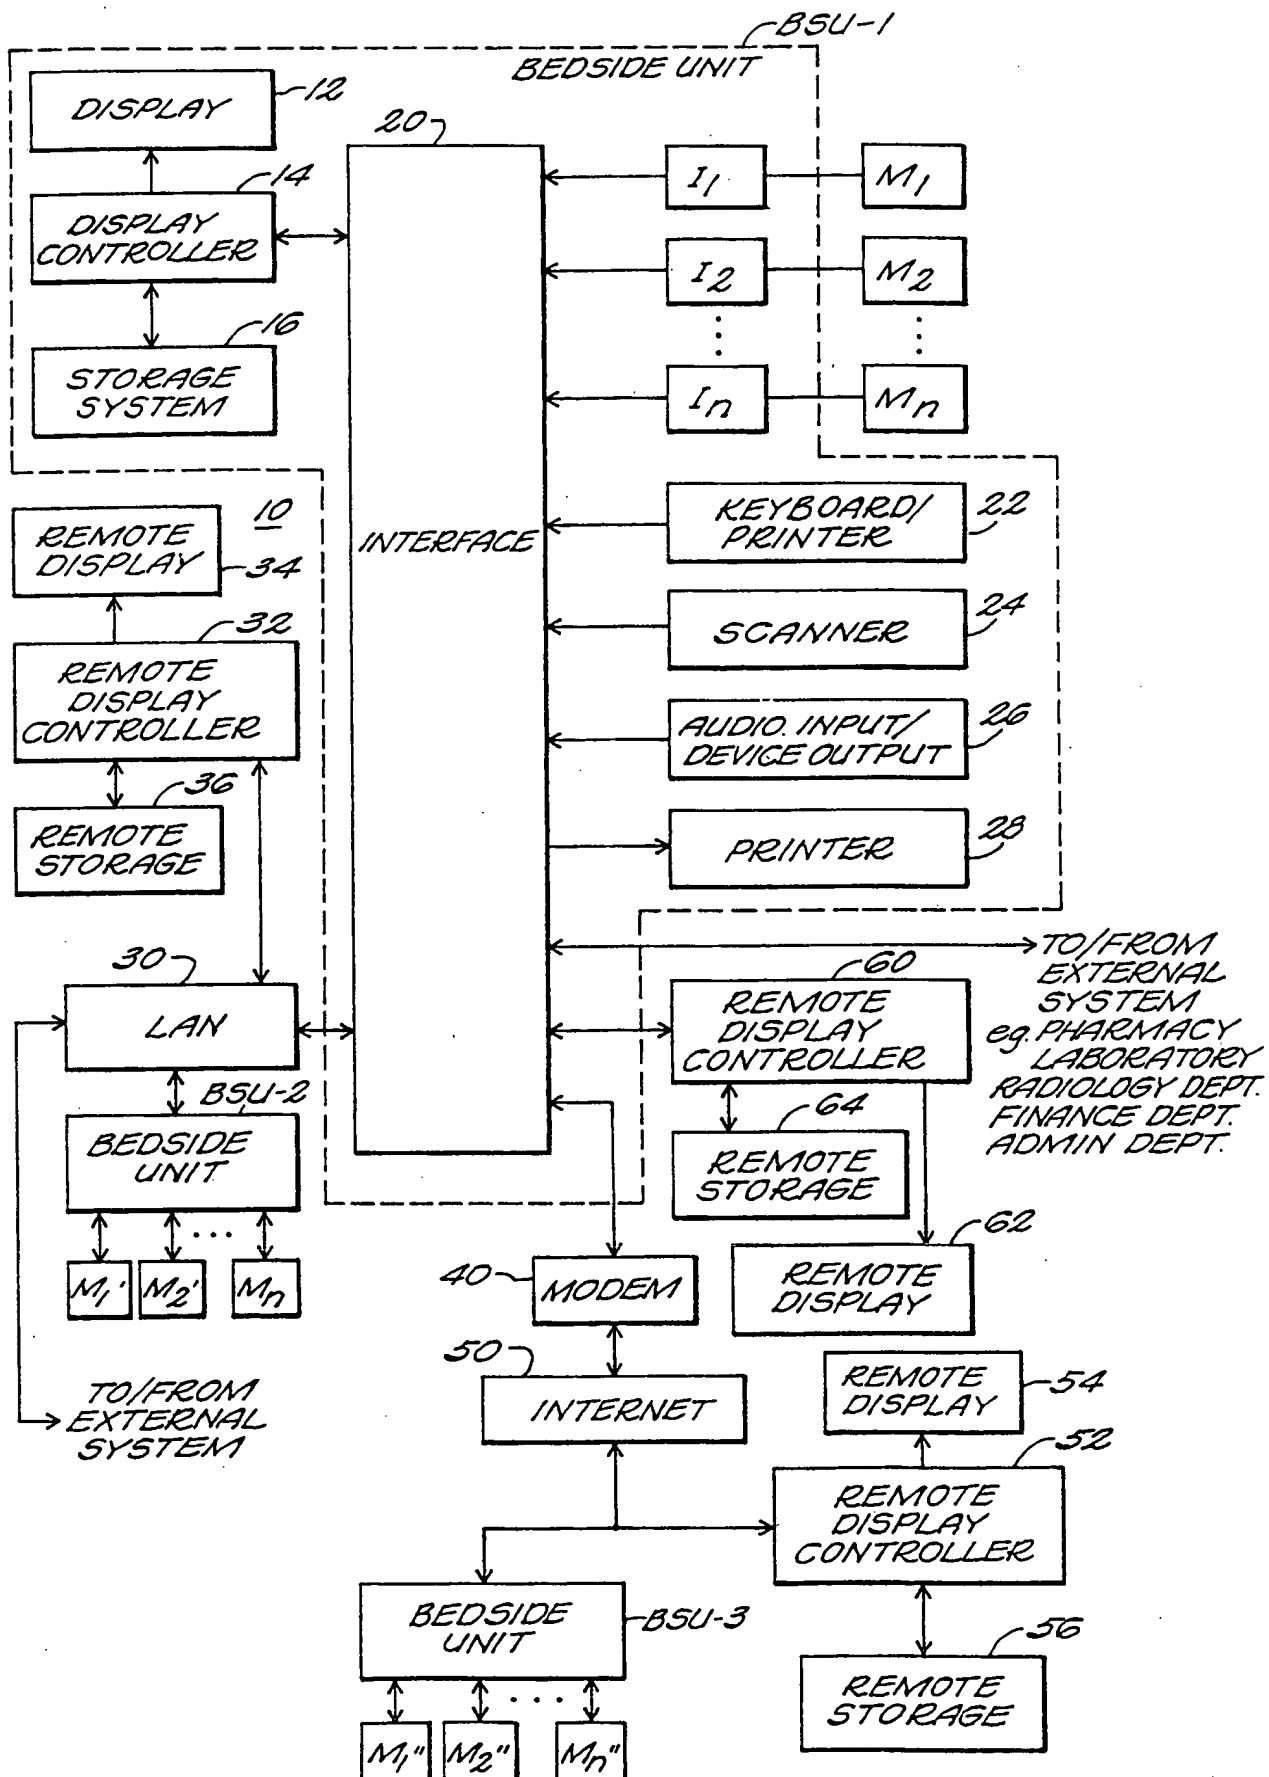 BSU-1
BEDSIDE UNIT
DISPLAY
12
DISPLAY
CONTROLLER
14
STORAGE
SYSTEM
16
20
INTERFACE
I1
M1
I2
M2
In
Mn
KEYBOARD/
PRINTER
22
SCANNER
24
AUDIO. INPUT/
DEVICE OUTPUT
26
PRINTER
28
10
REMOTE
DISPLAY
34
32
REMOTE
DISPLAY
CONTROLLER
36
REMOTE
STORAGE
30
LAN
BSU-2
BEDSIDE
UNIT
M1'
M2'
Mn
TO/FROM
EXTERNAL
SYSTEM
TO/FROM
EXTERNAL
SYSTEM
eg. PHARMACY
LABORATORY
RADIOLOGY DEPT.
FINANCE DEPT.
ADMIN DEPT.
60
REMOTE
DISPLAY
CONTROLLER
64
REMOTE
STORAGE
62
REMOTE
DISPLAY
40
MODEM
50
INTERNET
REMOTE
DISPLAY
54
52
REMOTE
DISPLAY
CONTROLLER
56
REMOTE
STORAGE
BEDSIDE
UNIT
BSU-3
M1"
M2"
Mn"